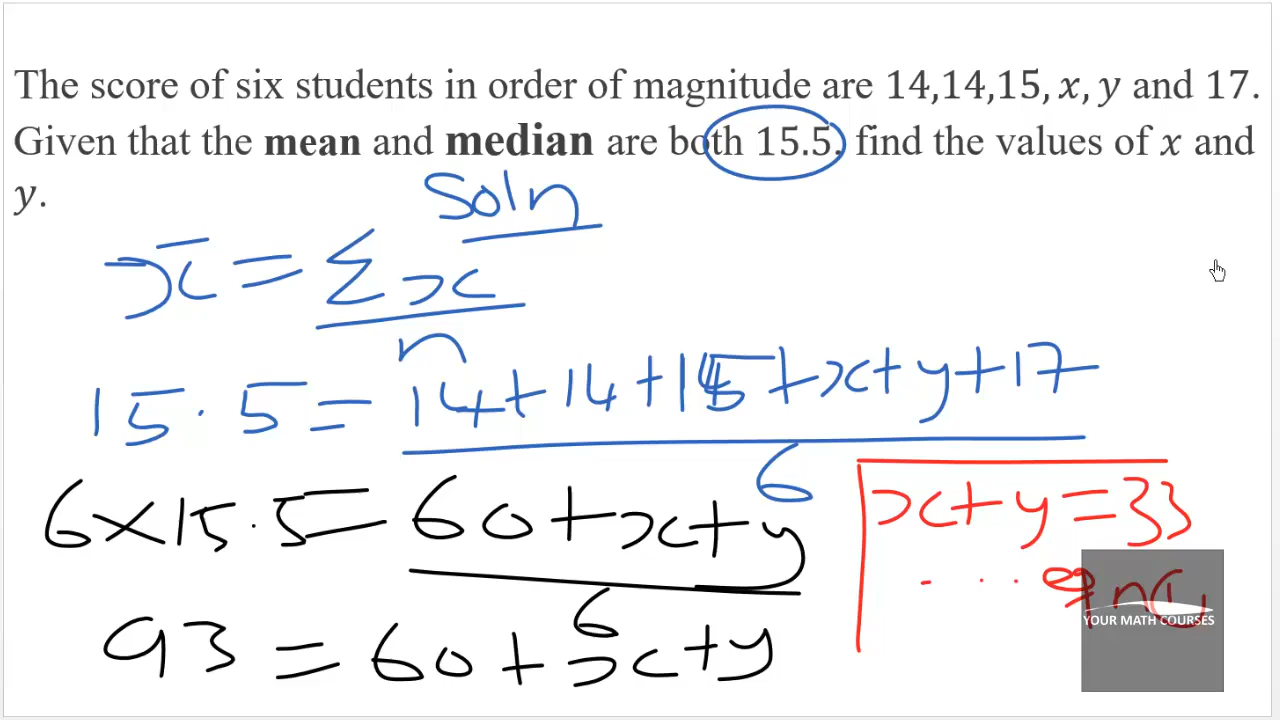 The score of six students in order of magnitude are 14,14,15, x, y and 17.
Given that the mean and median are both 15.5. find the values of x and
y.
Soln
x̄ = Σx
n
15.5 = 14+14+15+x+y+17
6
6×15.5 = 60+x+y
6
93 = 60+x+y
x+y=33
... eqn(1)
YOUR MATH COURSES